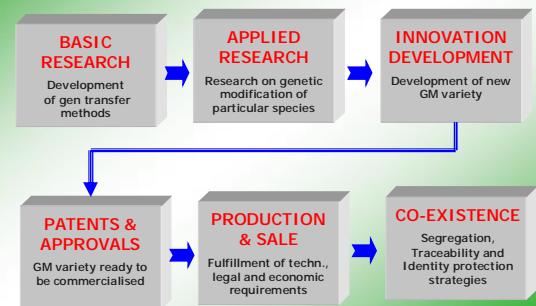 BASIC
RESEARCH
Development
of gen transfer
methods
APPLIED
RESEARCH
Research on genetic
modification of
particular species
INNOVATION
DEVELOPMENT
Development of new
GM variety
PATENTS &
APPROVALS
GM variety ready to
be commercialised
PRODUCTION
& SALE
Fulfillment of techn.,
legal and economic
requirements
CO-EXISTENCE
Segregation,
Traceability and
Identity protection
strategies